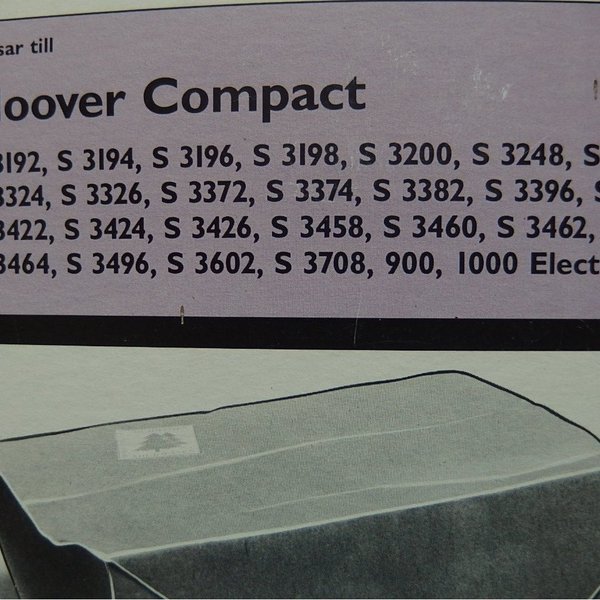 sar till
Hoover Compact
3192, S 3194, S 3196, S 3198, S 3200, S 3248, S
3324, S 3326, S 3372, S 3374, S 3382, S 3396, S
3422, S 3424, S 3426, S 3458, S 3460, S 3462,
3464, S 3496, S 3602, S 3708, 900, 1000 Elect